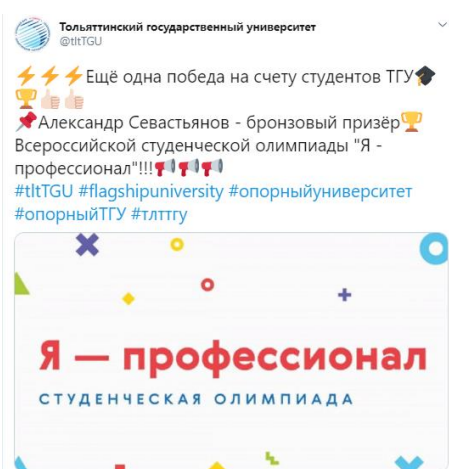 Тольяттинский государственный университет
@tltTGU
⚡⚡⚡Ещё одна победа на счету студентов ТГУ🎓
🏆👍🏻👍🏻
📌Александр Севастьянов - бронзовый призёр🏆
Всероссийской студенческой олимпиады "Я -
профессионал"!!!📢📢📢
#tltTGU #flagshipuniversity #опорныйуниверситет
#опорныйТГУ #тлттгу
Я — профессионал
СТУДЕНЧЕСКАЯ ОЛИМПИАДА